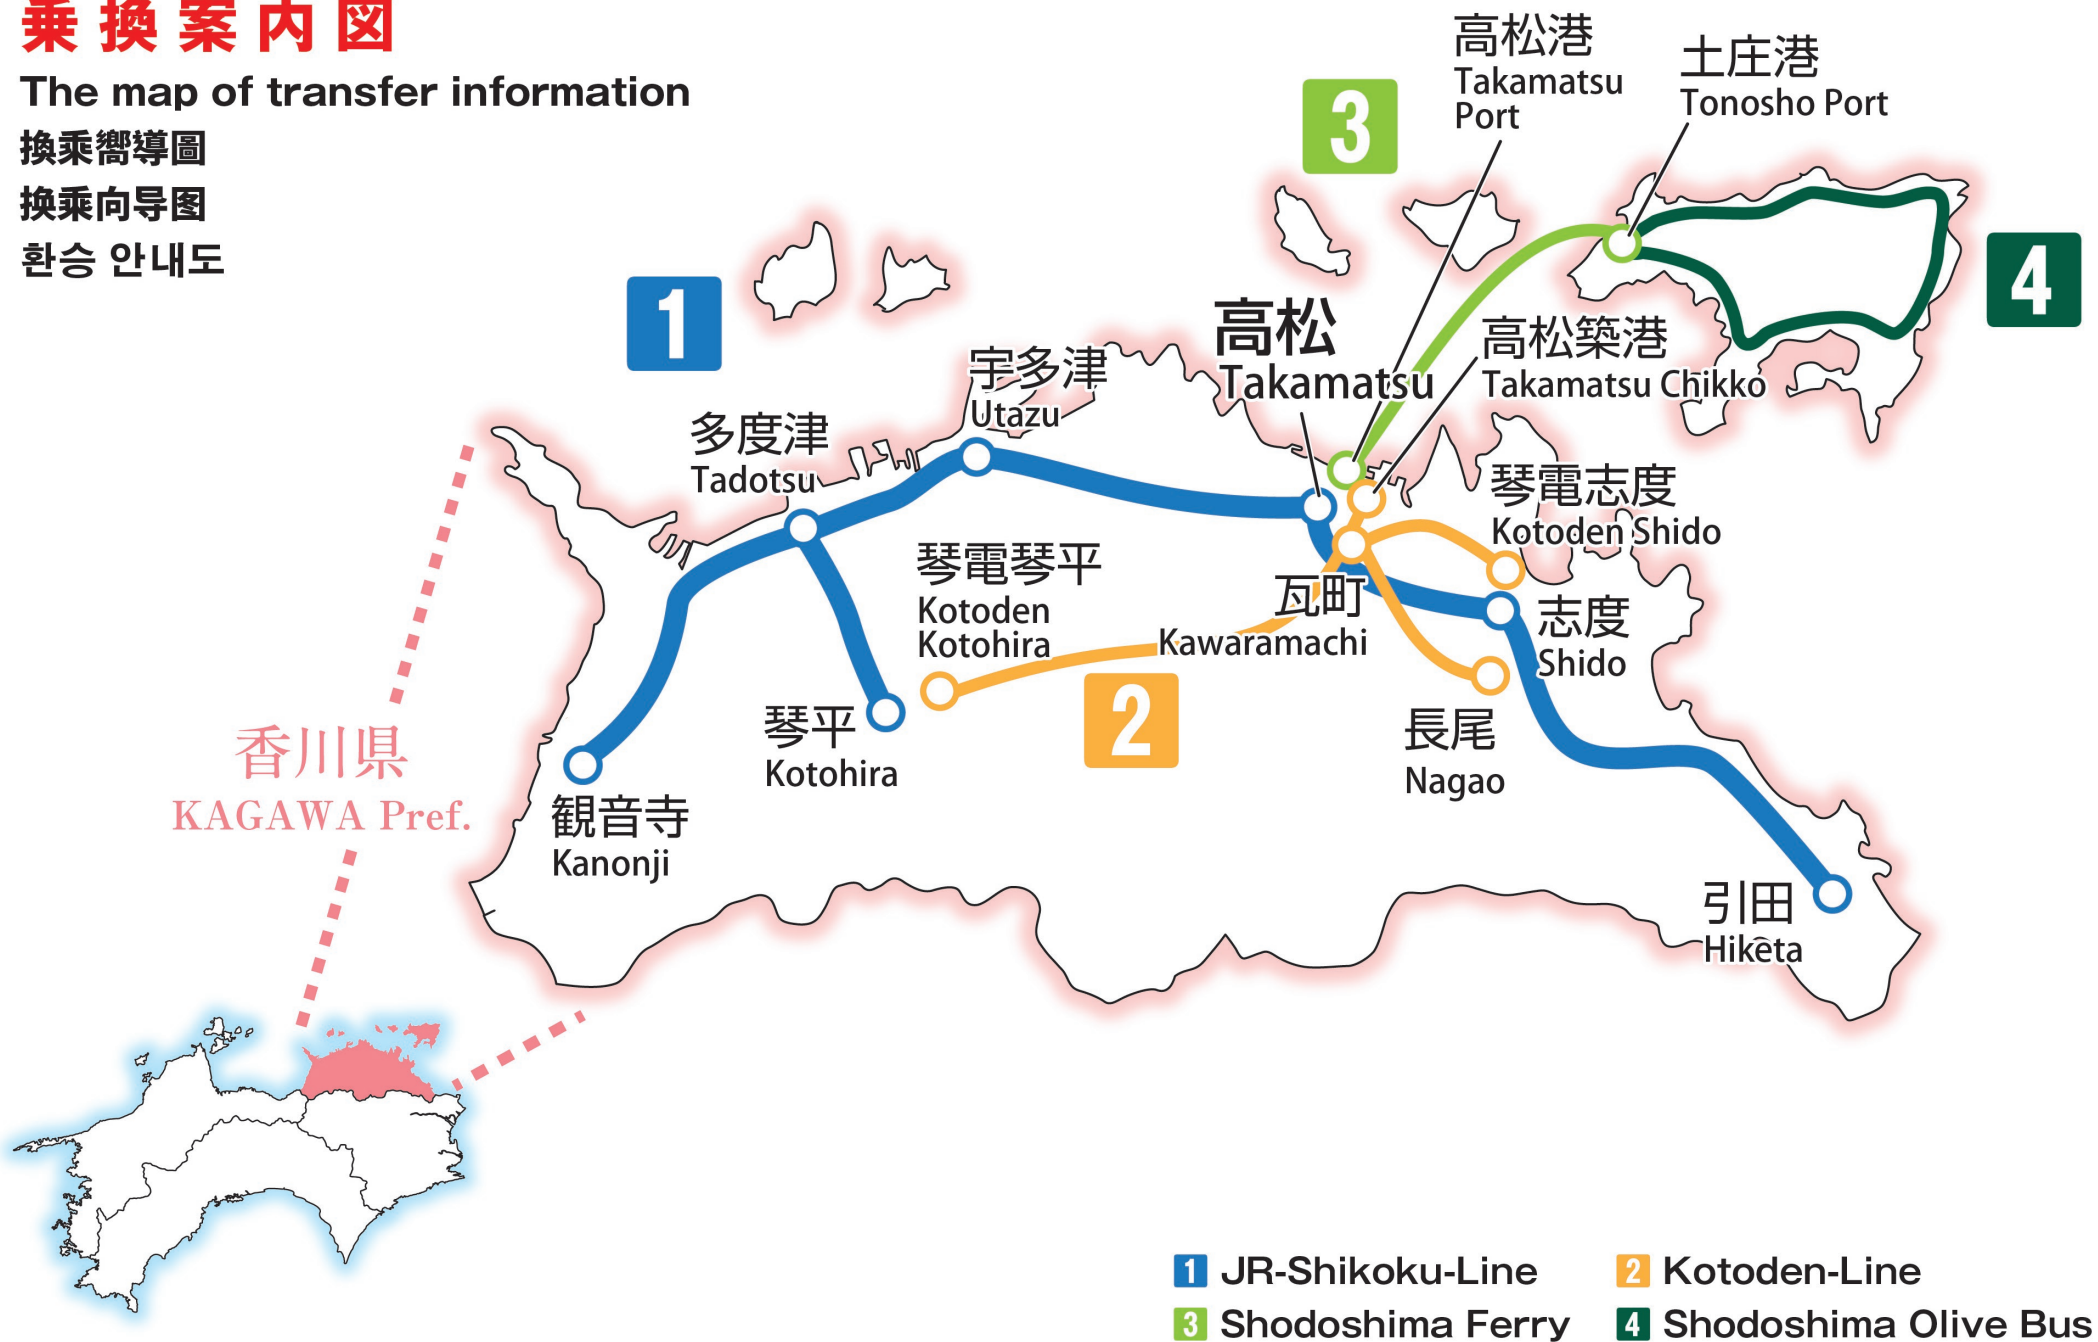 乗換案内図
The map of transfer information
換乘嚮導圖
换乘向导图
환승 안내도
高松港
Takamatsu
Port
土庄港
Tonosho Port
3
4
1
高松
Takamatsu
高松築港
Takamatsu Chikko
宇多津
Utazu
多度津
Tadotsu
琴電志度
Kotoden Shido
琴電琴平
Kotoden
Kotohira
瓦町
Kawaramachi
志度
Shido
2
琴平
Kotohira
長尾
Nagao
香川県
KAGAWA Pref.
観音寺
Kanonji
引田
Hiketa
1 JR-Shikoku-Line
2 Kotoden-Line
3 Shodoshima Ferry
4 Shodoshima Olive Bus